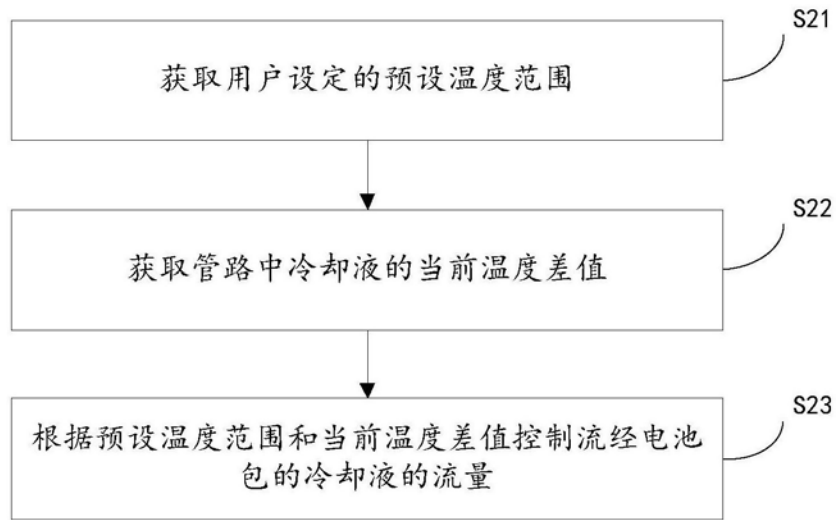 S21
获取用户设定的预设温度范围
S22
获取管路中冷却液的当前温度差值
S23
根据预设温度范围和当前温度差值控制流经电池
包的冷却液的流量